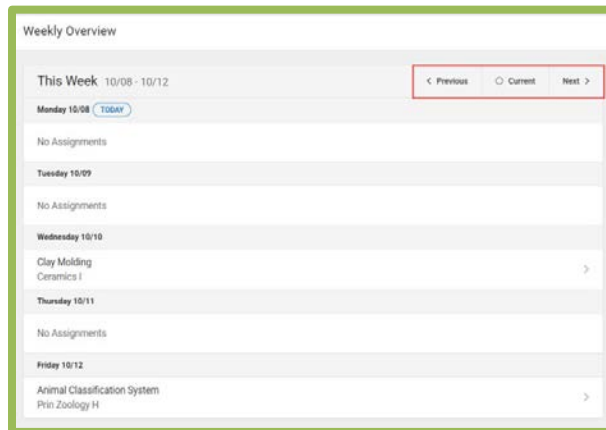 Weekly Overview
This Week 10/08 - 10/12
< Previous Current Next >
Monday 10/08 TODAY
No Assignments
Tuesday 10/09
No Assignments
Wednesday 10/10
Clay Molding
Ceramics I
Thursday 10/11
No Assignments
Friday 10/12
Animal Classification System
Prin Zoology H